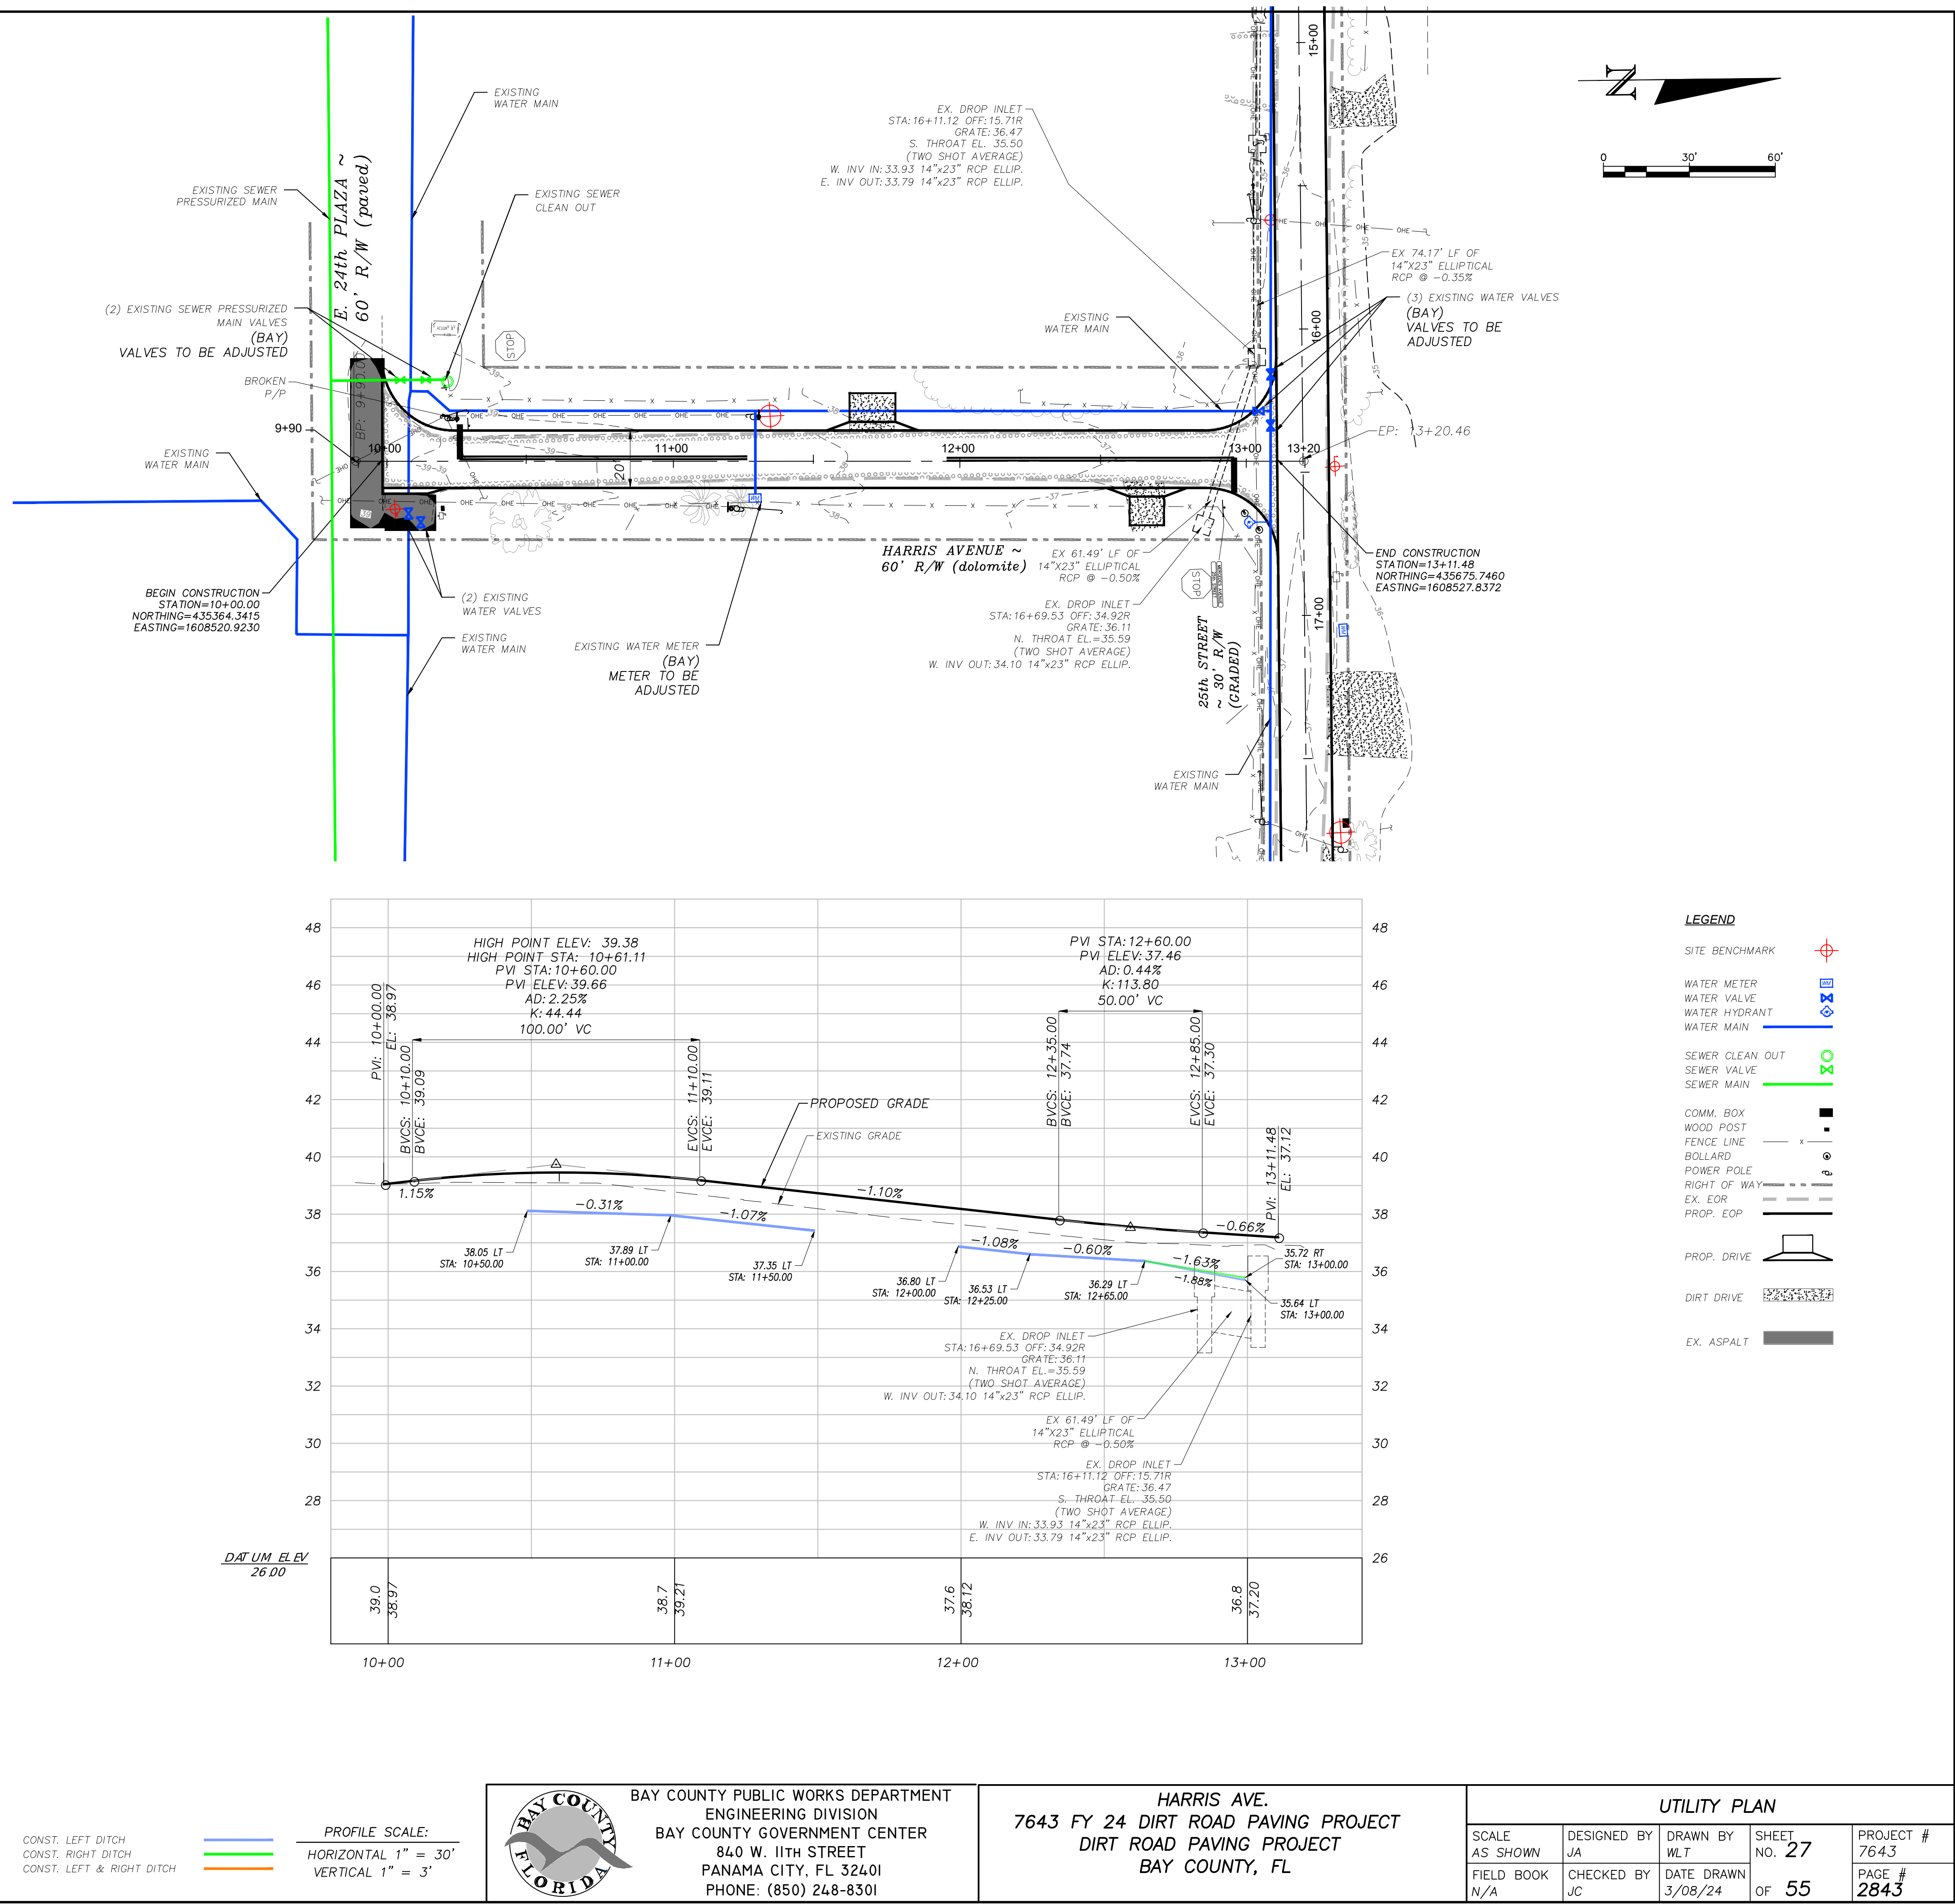 EXISTING
WATER MAIN
EXISTING SEWER
PRESSURIZED MAIN
E. 24th PLAZA ~
60' R/W (paved)
EXISTING SEWER
CLEAN OUT
(2) EXISTING SEWER PRESSURIZED
MAIN VALVES
(BAY)
VALVES TO BE ADJUSTED
BROKEN
P/P
9+90
EXISTING
WATER MAIN
BEGIN CONSTRUCTION
STATION=10+00.00
NORTHING=435364.3415
EASTING=1608520.9230
(2) EXISTING
WATER VALVES
EXISTING
WATER MAIN
EXISTING WATER METER
(BAY)
METER TO BE
ADJUSTED
STOP
10+00
11+00
12+00
13+00
13+20
20'
HARRIS AVENUE ~
60' R/W (dolomite)
EX. DROP INLET
STA:16+11.12 OFF:15.71R
GRATE:36.47
S. THROAT EL. 35.50
(TWO SHOT AVERAGE)
W. INV IN:33.93 14"x23" RCP ELLIP.
E. INV OUT:33.79 14"x23" RCP ELLIP.
EXISTING
WATER MAIN
EX 74.17' LF OF
14"X23" ELLIPTICAL
RCP @ -0.35%
(3) EXISTING WATER VALVES
(BAY)
VALVES TO BE
ADJUSTED
EP: 13+20.46
15+00
16+00
17+00
EX 61.49' LF OF
14"X23" ELLIPTICAL
RCP @ -0.50%
EX. DROP INLET
STA:16+69.53 OFF:34.92R
GRATE:36.11
N. THROAT EL.=35.59
(TWO SHOT AVERAGE)
W. INV OUT:34.10 14"x23" RCP ELLIP.
STOP
25th STREET
~ 30' R/W
(GRADED)
END CONSTRUCTION
STATION=13+11.48
NORTHING=435675.7460
EASTING=1608527.8372
EXISTING
WATER MAIN
N
0 30' 60'
LEGEND
SITE BENCHMARK
WATER METER WM
WATER VALVE
WATER HYDRANT
WATER MAIN
SEWER CLEAN OUT
SEWER VALVE
SEWER MAIN
COMM. BOX
WOOD POST
FENCE LINE x
BOLLARD
POWER POLE
RIGHT OF WAY
EX. EOR
PROP. EOP
PROP. DRIVE
DIRT DRIVE
EX. ASPALT
48 48
46 46
44 44
42 42
40 40
38 38
36 36
34 34
32 32
30 30
28 28
26
HIGH POINT ELEV: 39.38
HIGH POINT STA: 10+61.11
PVI STA:10+60.00
PVI ELEV:39.66
AD:2.25%
K:44.44
100.00' VC
PVI: 10+00.00
EL: 38.97
BVCS: 10+10.00
BVCE: 39.09
EVCS: 11+10.00
EVCE: 39.11
PVI STA:12+60.00
PVI ELEV:37.46
AD:0.44%
K:113.80
50.00' VC
BVCS: 12+35.00
BVCE: 37.74
EVCS: 12+85.00
EVCE: 37.30
PVI: 13+11.48
EL: 37.12
PROPOSED GRADE
EXISTING GRADE
1.15%
-1.10%
-0.66%
-0.31%
-1.07%
-1.08%
-0.60%
-1.63%
-1.88%
38.05 LT
STA: 10+50.00
37.89 LT
STA: 11+00.00
37.35 LT
STA: 11+50.00
36.80 LT
STA: 12+00.00
36.53 LT
STA: 12+25.00
36.29 LT
STA: 12+65.00
35.72 RT
STA: 13+00.00
35.64 LT
STA: 13+00.00
EX. DROP INLET
STA:16+69.53 OFF:34.92R
GRATE:36.11
N. THROAT EL.=35.59
(TWO SHOT AVERAGE)
W. INV OUT:34.10 14"x23" RCP ELLIP.
EX 61.49' LF OF
14"X23" ELLIPTICAL
RCP @ -0.50%
EX. DROP INLET
STA:16+11.12 OFF:15.71R
GRATE:36.47
S. THROAT EL. 35.50
(TWO SHOT AVERAGE)
W. INV IN:33.93 14"x23" RCP ELLIP.
E. INV OUT:33.79 14"x23" RCP ELLIP.
DATUM ELEV
26.00
39.0
38.97
38.7
39.21
37.6
38.12
36.8
37.20
10+00 11+00 12+00 13+00
CONST. LEFT DITCH
CONST. RIGHT DITCH
CONST. LEFT & RIGHT DITCH
PROFILE SCALE:
HORIZONTAL 1" = 30'
VERTICAL 1" = 3'
BAY COUNTY
FLORIDA
BAY COUNTY PUBLIC WORKS DEPARTMENT
ENGINEERING DIVISION
BAY COUNTY GOVERNMENT CENTER
840 W. 11TH STREET
PANAMA CITY, FL 32401
PHONE: (850) 248-8301
HARRIS AVE.
7643 FY 24 DIRT ROAD PAVING PROJECT
DIRT ROAD PAVING PROJECT
BAY COUNTY, FL
UTILITY PLAN
SCALE
AS SHOWN
DESIGNED BY
JA
DRAWN BY
WLT
SHEET
NO. 27
PROJECT #
7643
FIELD BOOK
N/A
CHECKED BY
JC
DATE DRAWN
3/08/24
OF 55
PAGE #
2843